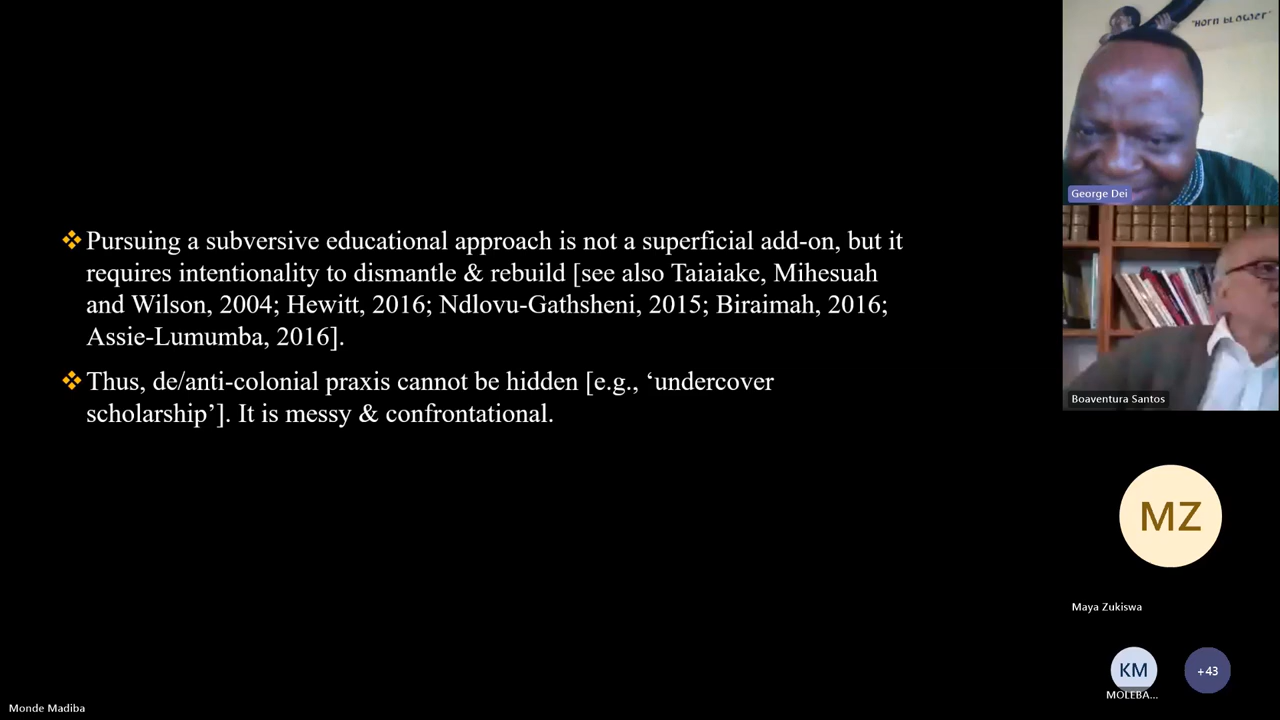 "HORN BLOWER"
❖ Pursuing a subversive educational approach is not a superficial add-on, but it
requires intentionality to dismantle & rebuild [see also Taiaiake, Mihesuah
and Wilson, 2004; Hewitt, 2016; Ndlovu-Gathsheni, 2015; Biraimah, 2016;
Assie-Lumumba, 2016].
❖ Thus, de/anti-colonial praxis cannot be hidden [e.g., ‘undercover
scholarship’]. It is messy & confrontational.
George Dei
Boaventura Santos
MZ
Maya Zukiswa
KM
MOLEBA...
+43
Monde Madiba